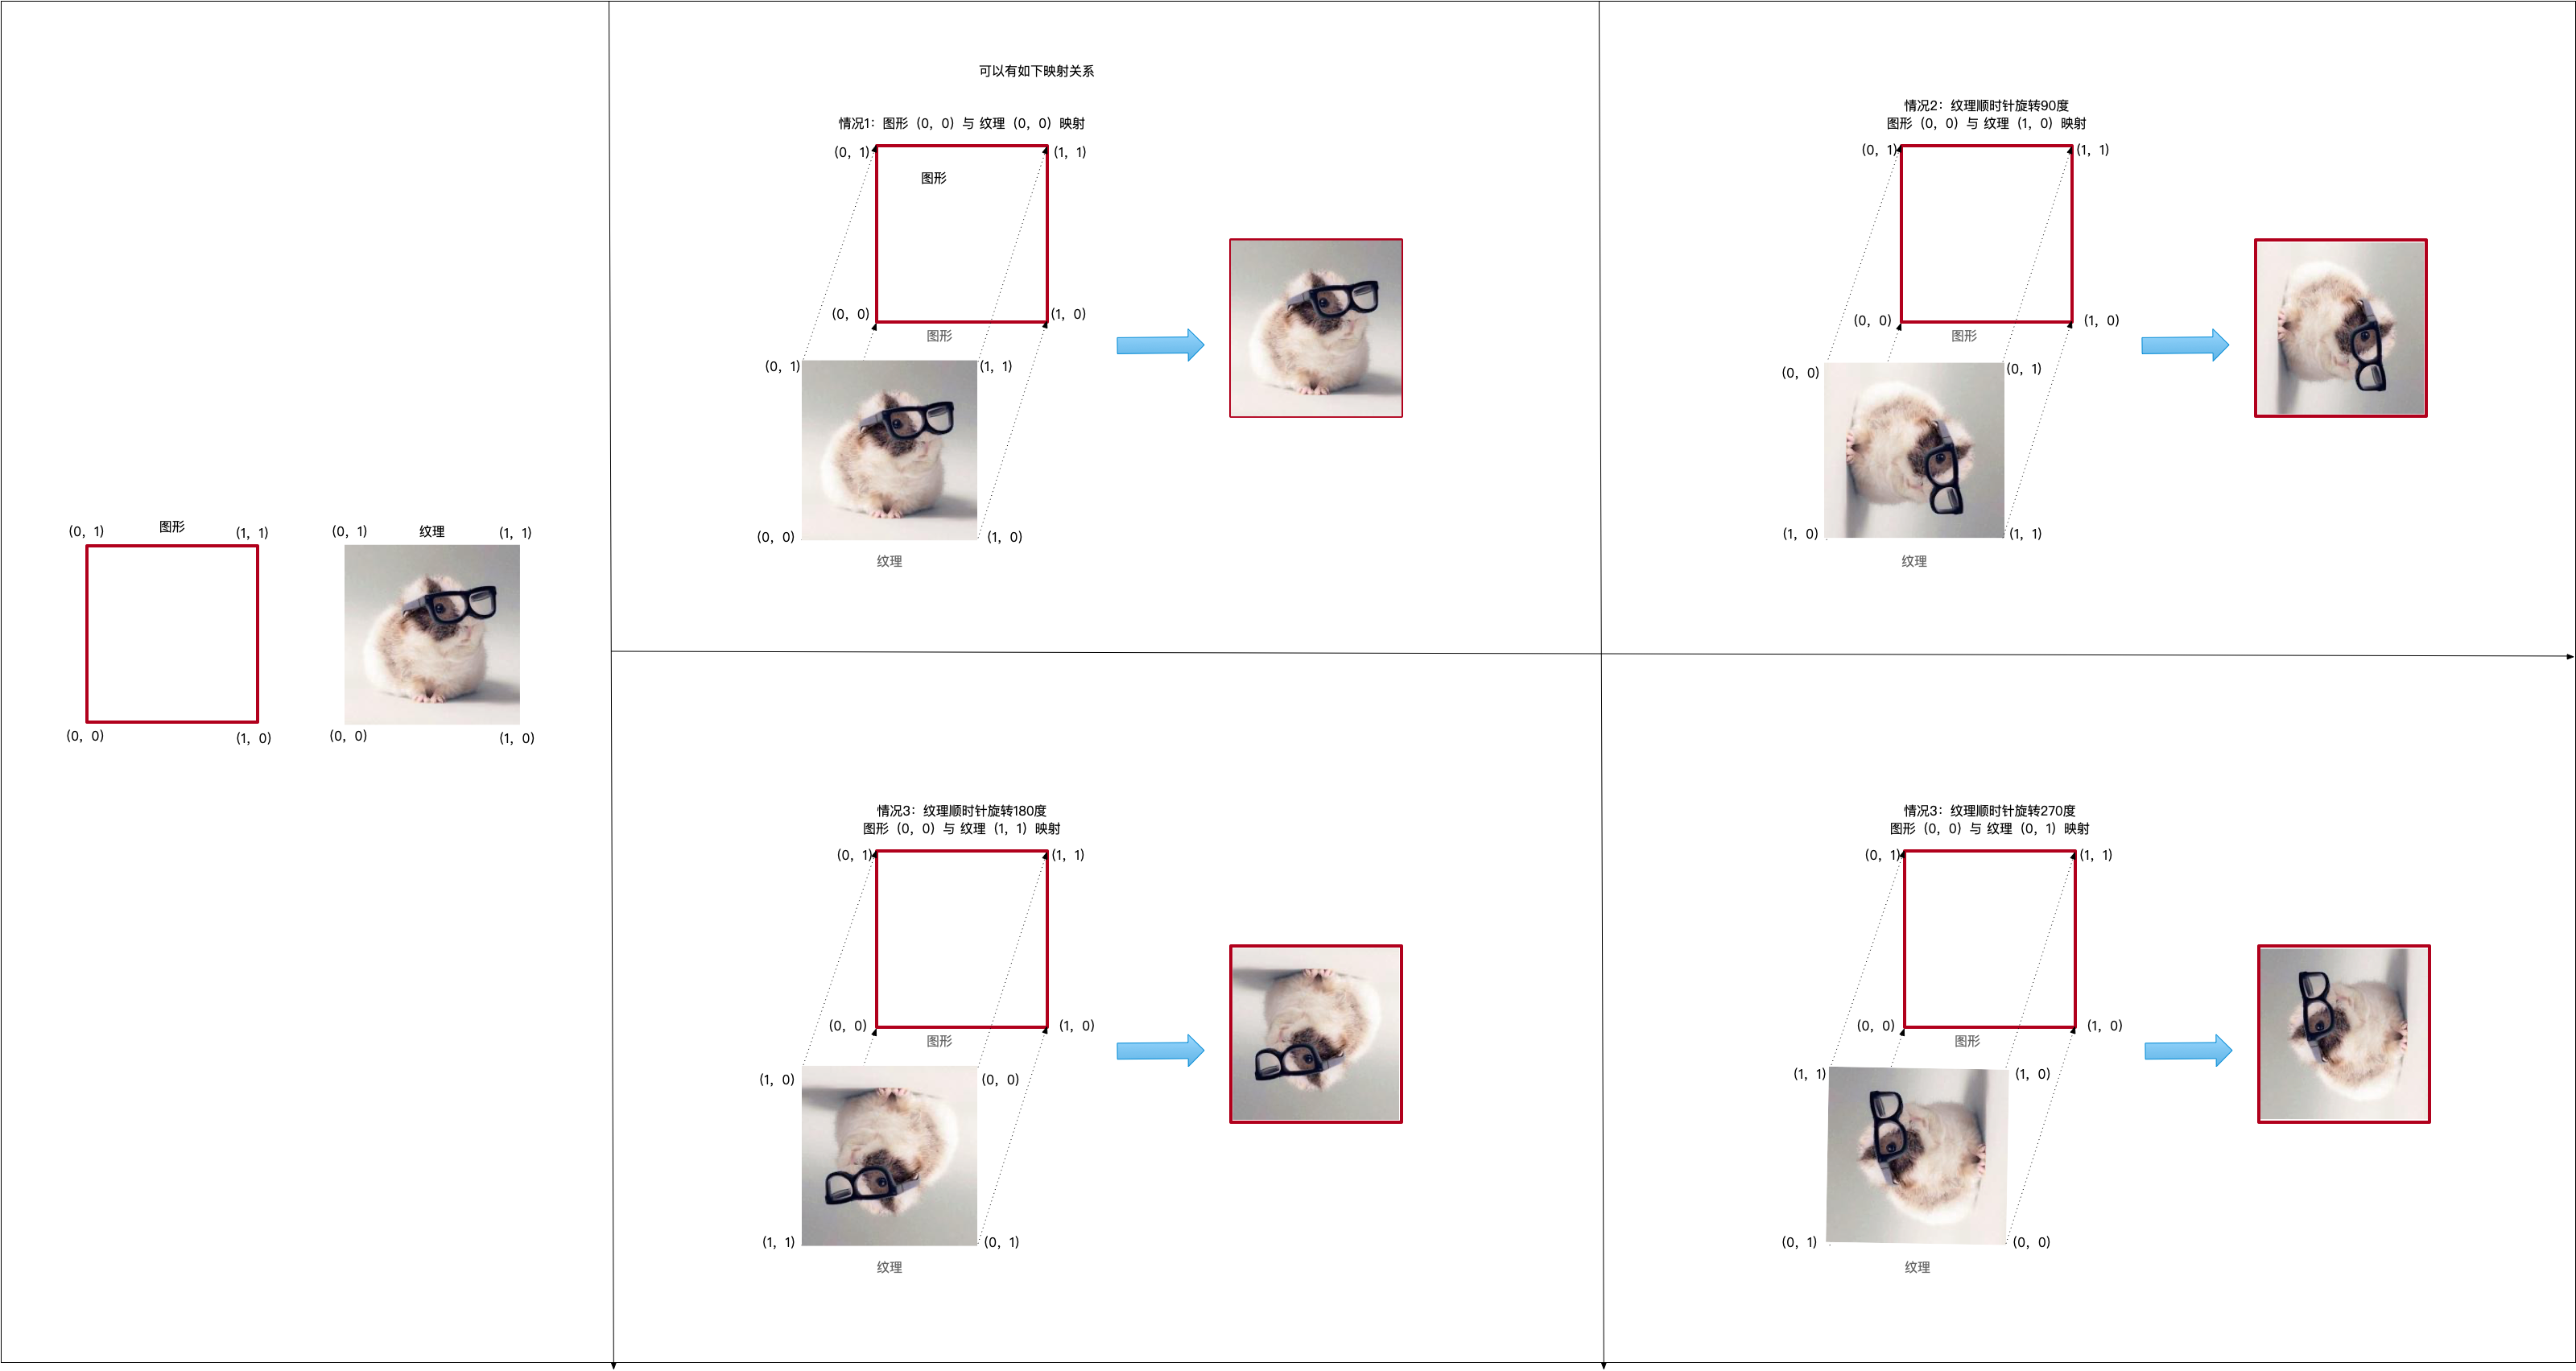 (0, 1)
图形
(1, 1)
(0, 0)
(1, 0)
(0, 1)
纹理
(1, 1)
(0, 0)
(1, 0)
可以有如下映射关系
情况1：图形（0，0）与 纹理（0，0）映射
(0, 1)
(1, 1)
图形
(0, 0)
(1, 0)
图形
(0, 1)
(1, 1)
(0, 0)
(1, 0)
纹理
情况2：纹理顺时针旋转90度
图形（0，0）与 纹理（1，0）映射
(0, 1)
(1, 1)
(0, 0)
(1, 0)
图形
(0, 0)
(0, 1)
(1, 0)
(1, 1)
纹理
情况3：纹理顺时针旋转180度
图形（0，0）与 纹理（1，1）映射
(0, 1)
(1, 1)
(0, 0)
(1, 0)
图形
(1, 0)
(0, 0)
(1, 1)
(0, 1)
纹理
情况3：纹理顺时针旋转270度
图形（0，0）与 纹理（0，1）映射
(0, 1)
(1, 1)
(0, 0)
(1, 0)
图形
(1, 1)
(1, 0)
(0, 1)
(0, 0)
纹理